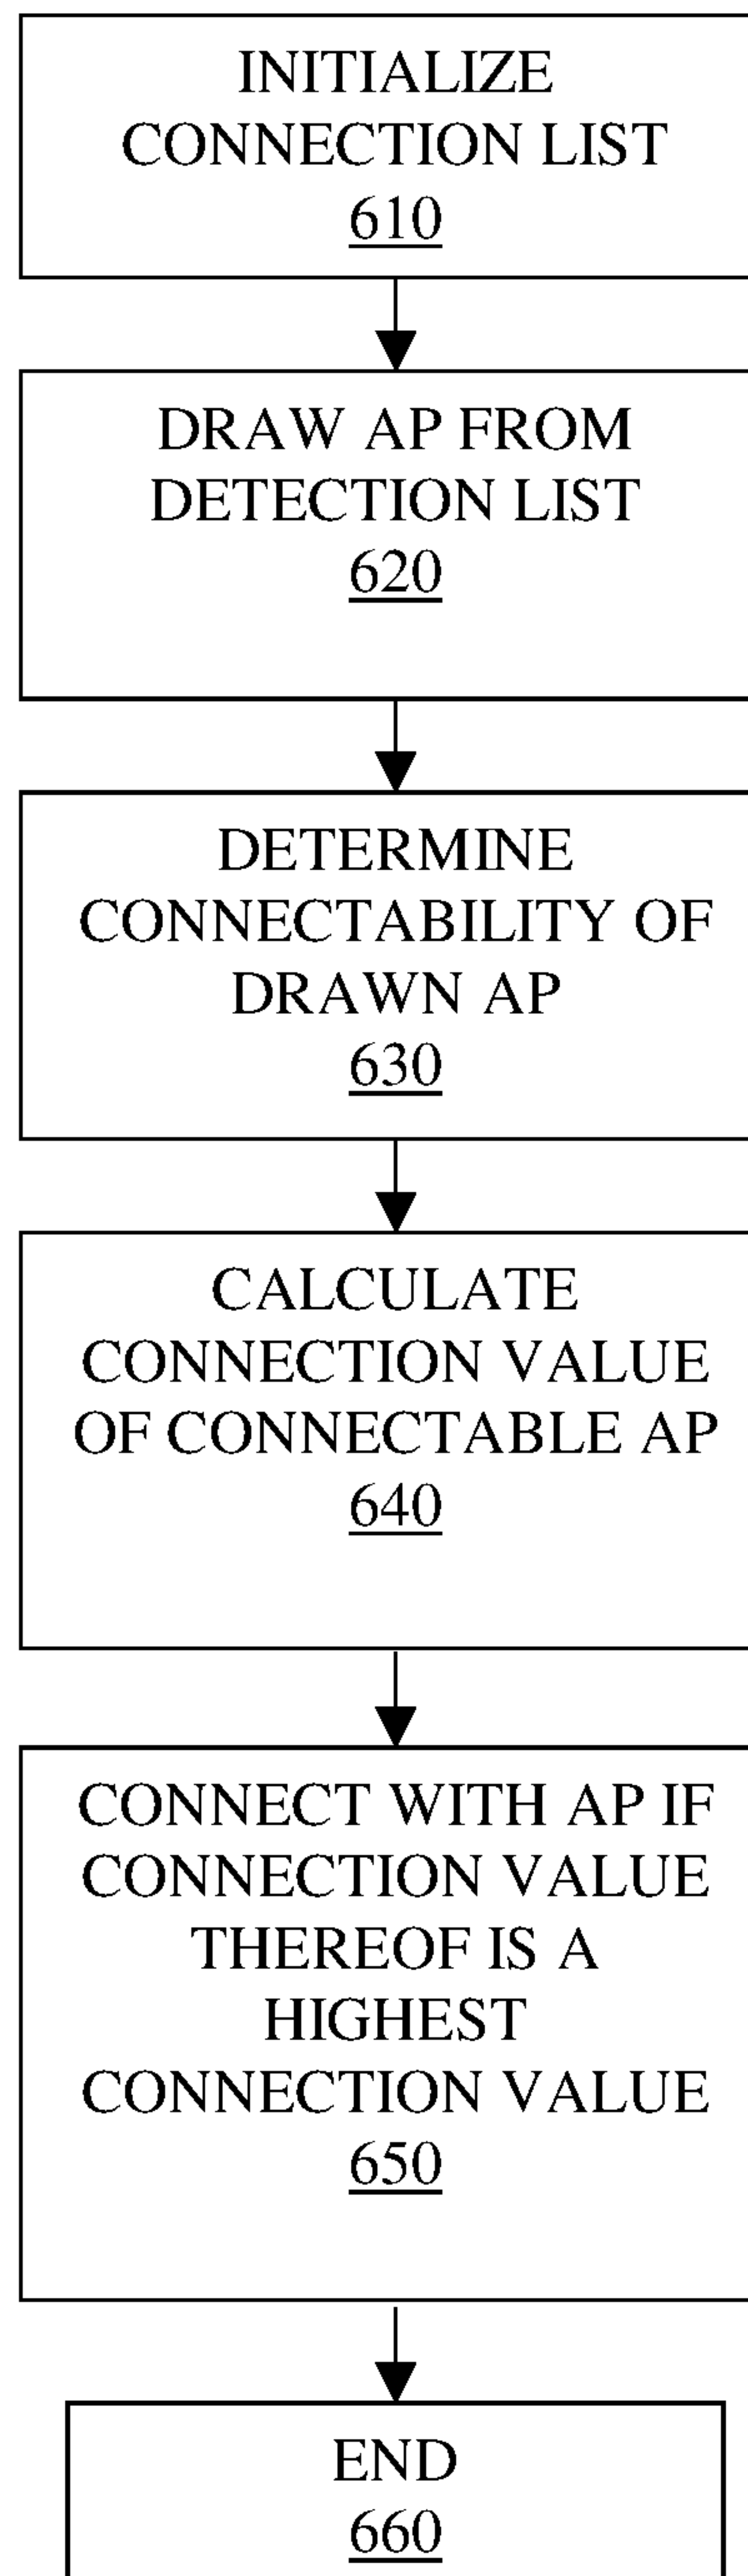 INITIALIZE
CONNECTION LIST
610
DRAW AP FROM
DETECTION LIST
620
DETERMINE
CONNECTABILITY OF
DRAWN AP
630
CALCULATE
CONNECTION VALUE
OF CONNECTABLE AP
640
CONNECT WITH AP IF
CONNECTION VALUE
THEREOF IS A
HIGHEST
CONNECTION VALUE
650
END
660